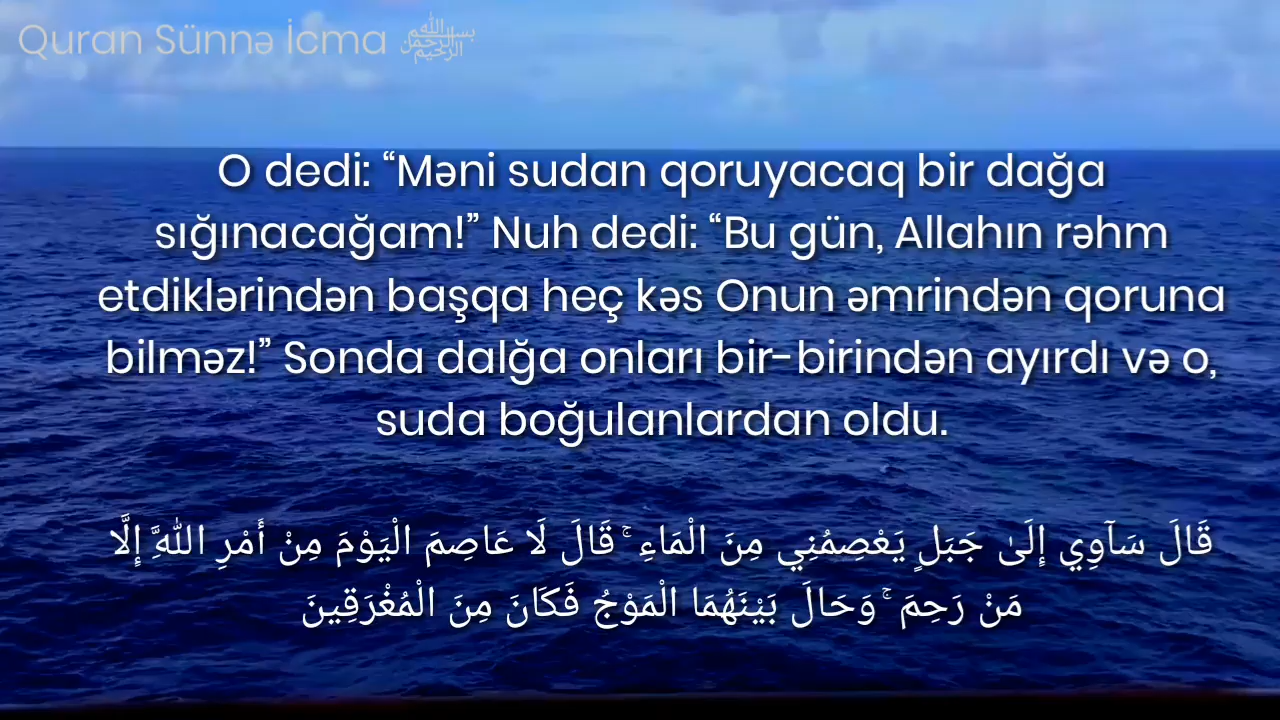 Quran Sünnə İcma ﷽
O dedi: “Məni sudan qoruyacaq bir dağa
sığınacağam!” Nuh dedi: “Bu gün, Allahın rəhm
etdiklərindən başqa heç kəs Onun əmrindən qoruna
bilməz!” Sonda dalğa onları bir-birindən ayırdı və o,
suda boğulanlardan oldu.
قَالَ سَآوِي إِلَىٰ جَبَلٍ يَعْصِمُنِي مِنَ الْمَاءِ ۚ قَالَ لَا عَاصِمَ الْيَوْمَ مِنْ أَمْرِ اللَّهِ إِلَّا
مَنْ رَحِمَ ۚ وَحَالَ بَيْنَهُمَا الْمَوْجُ فَكَانَ مِنَ الْمُغْرَقِينَ